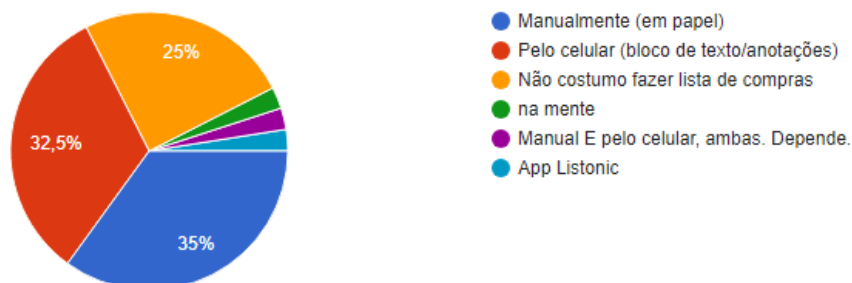 25%
32,5%
35%
Manualmente (em papel)
Pelo celular (bloco de texto/anotações)
Não costumo fazer lista de compras
na mente
Manual E pelo celular, ambas. Depende.
App Listonic